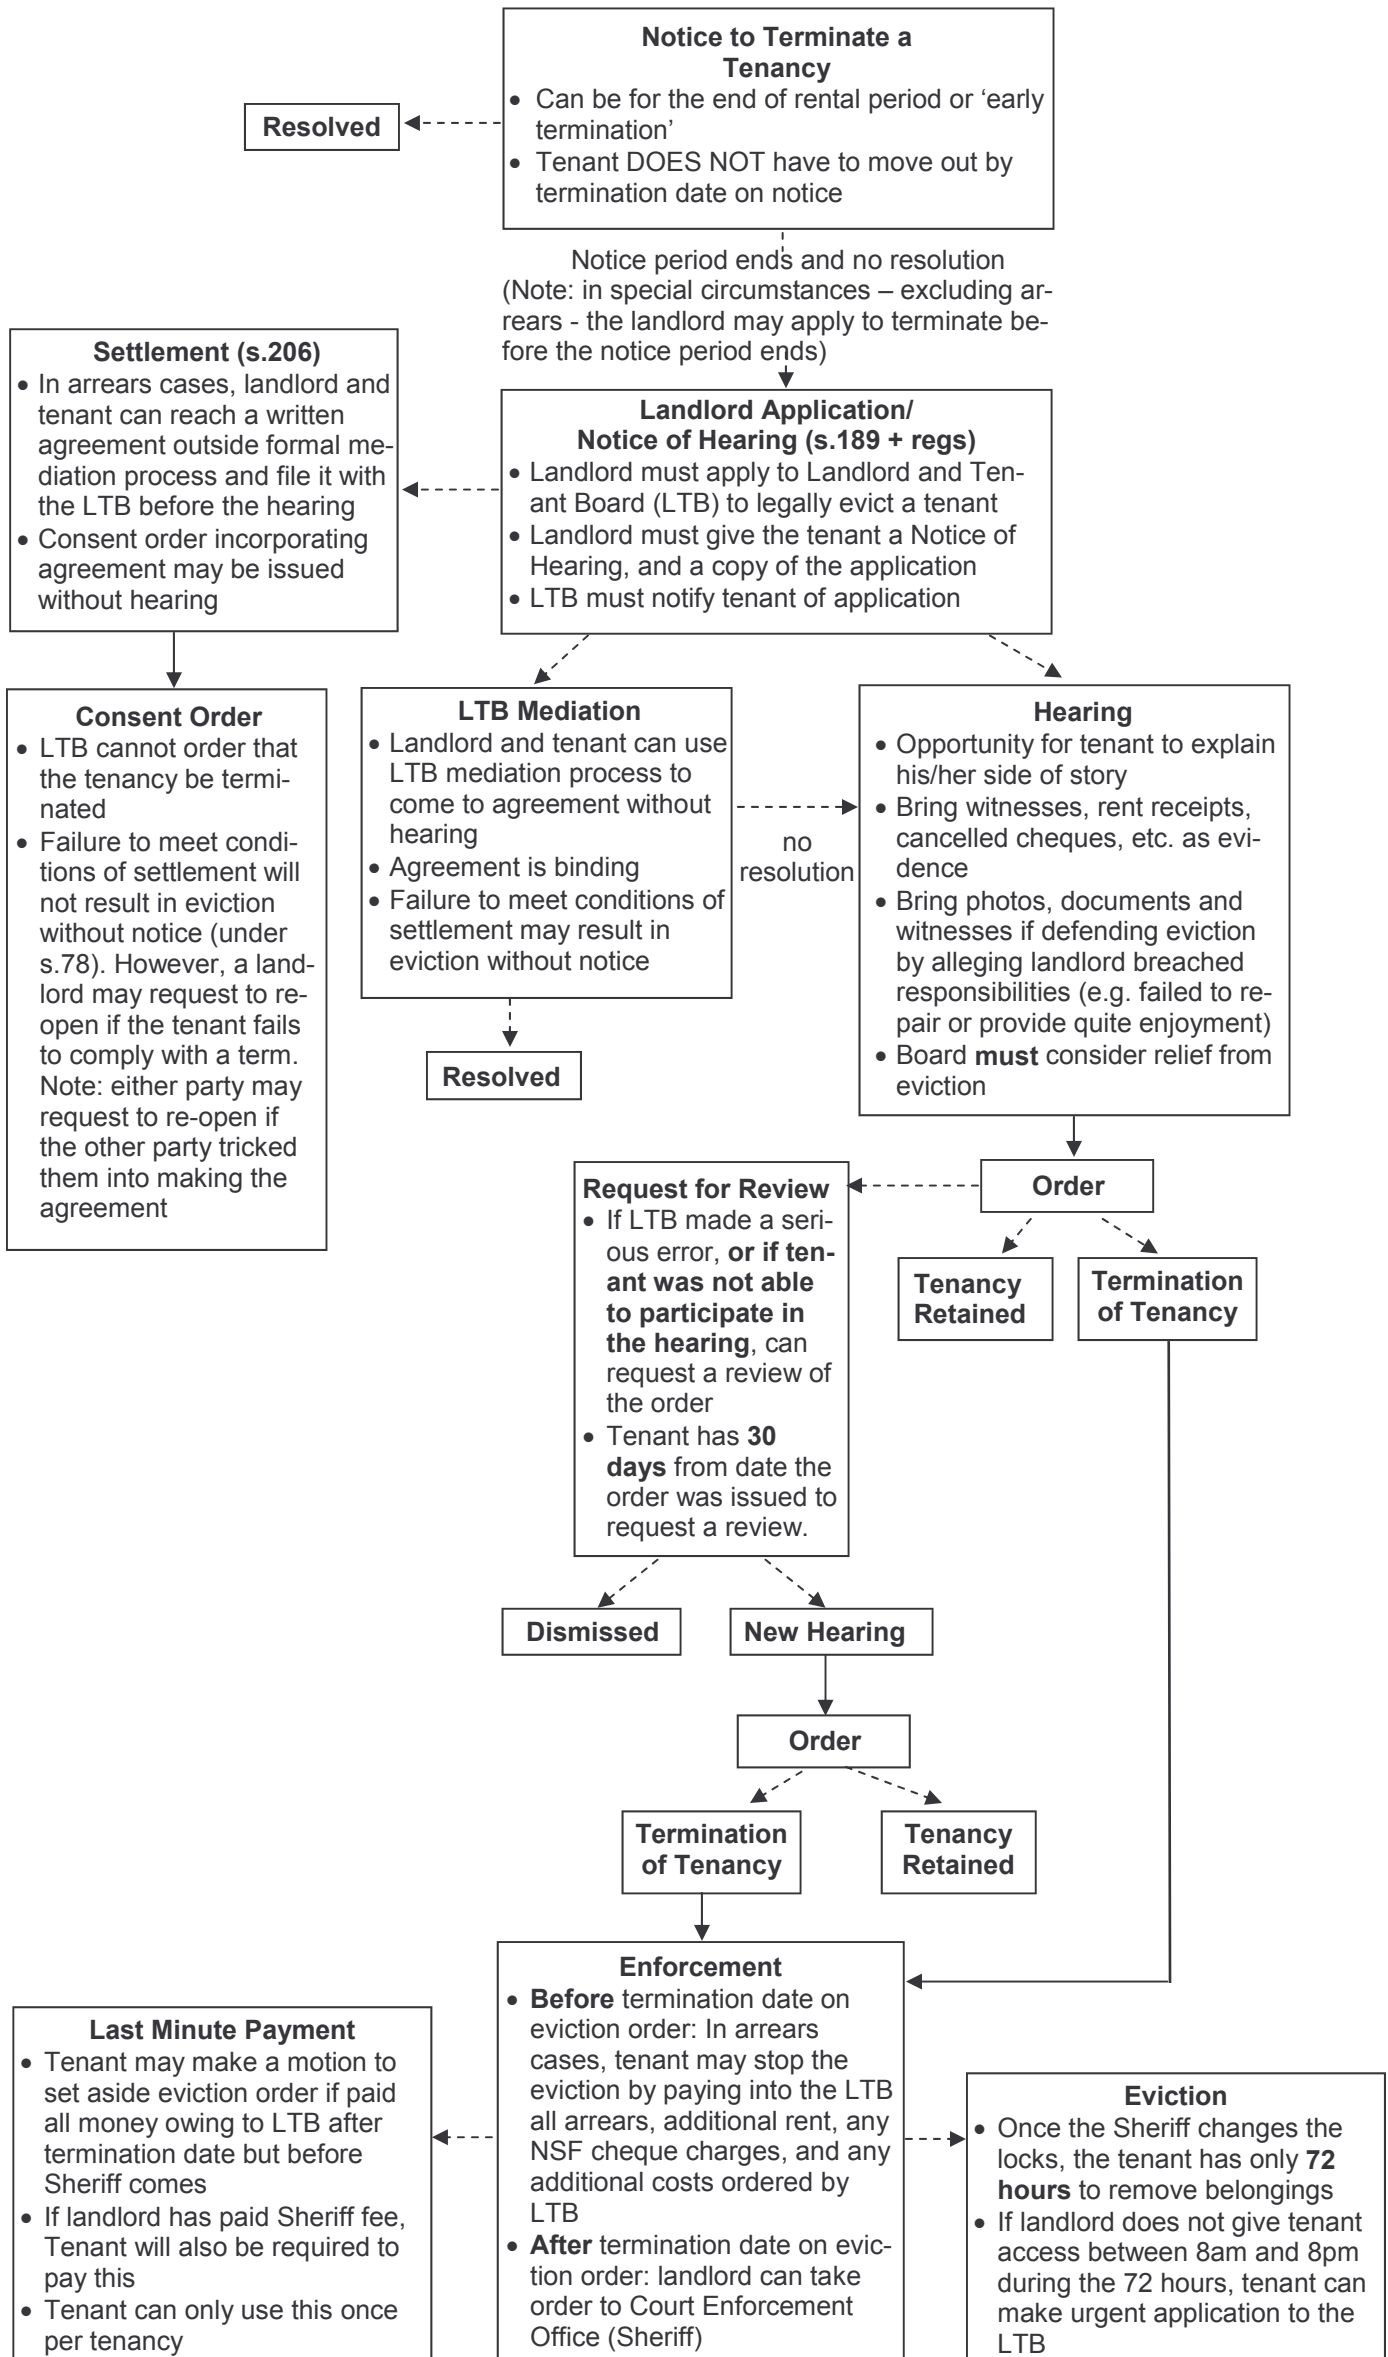 Notice to Terminate a
Tenancy
• Can be for the end of rental period or ‘early
termination’
• Tenant DOES NOT have to move out by
termination date on notice
Resolved
Notice period ends and no resolution
(Note: in special circumstances – excluding ar-
rears - the landlord may apply to terminate be-
fore the notice period ends)
Settlement (s.206)
• In arrears cases, landlord and
tenant can reach a written
agreement outside formal me-
diation process and file it with
the LTB before the hearing
• Consent order incorporating
agreement may be issued
without hearing
Landlord Application/
Notice of Hearing (s.189 + regs)
• Landlord must apply to Landlord and Ten-
ant Board (LTB) to legally evict a tenant
• Landlord must give the tenant a Notice of
Hearing, and a copy of the application
• LTB must notify tenant of application
Consent Order
• LTB cannot order that
the tenancy be termi-
nated
• Failure to meet condi-
tions of settlement will
not result in eviction
without notice (under
s.78). However, a land-
lord may request to re-
open if the tenant fails
to comply with a term.
Note: either party may
request to re-open if
the other party tricked
them into making the
agreement
LTB Mediation
• Landlord and tenant can use
LTB mediation process to
come to agreement without
hearing
• Agreement is binding
• Failure to meet conditions of
settlement may result in
eviction without notice
no
resolution
Resolved
Hearing
• Opportunity for tenant to explain
his/her side of story
• Bring witnesses, rent receipts,
cancelled cheques, etc. as evi-
dence
• Bring photos, documents and
witnesses if defending eviction
by alleging landlord breached
responsibilities (e.g. failed to re-
pair or provide quite enjoyment)
• Board must consider relief from
eviction
Order
Request for Review
• If LTB made a seri-
ous error, or if ten-
ant was not able
to participate in
the hearing, can
request a review of
the order
• Tenant has 30
days from date the
order was issued to
request a review.
Tenancy
Retained
Termination
of Tenancy
Dismissed
New Hearing
Order
Termination
of Tenancy
Tenancy
Retained
Enforcement
• Before termination date on
eviction order: In arrears
cases, tenant may stop the
eviction by paying into the LTB
all arrears, additional rent, any
NSF cheque charges, and any
additional costs ordered by
LTB
• After termination date on evic-
tion order: landlord can take
order to Court Enforcement
Office (Sheriff)
Last Minute Payment
• Tenant may make a motion to
set aside eviction order if paid
all money owing to LTB after
termination date but before
Sheriff comes
• If landlord has paid Sheriff fee,
Tenant will also be required to
pay this
• Tenant can only use this once
per tenancy
Eviction
• Once the Sheriff changes the
locks, the tenant has only 72
hours to remove belongings
• If landlord does not give tenant
access between 8am and 8pm
during the 72 hours, tenant can
make urgent application to the
LTB